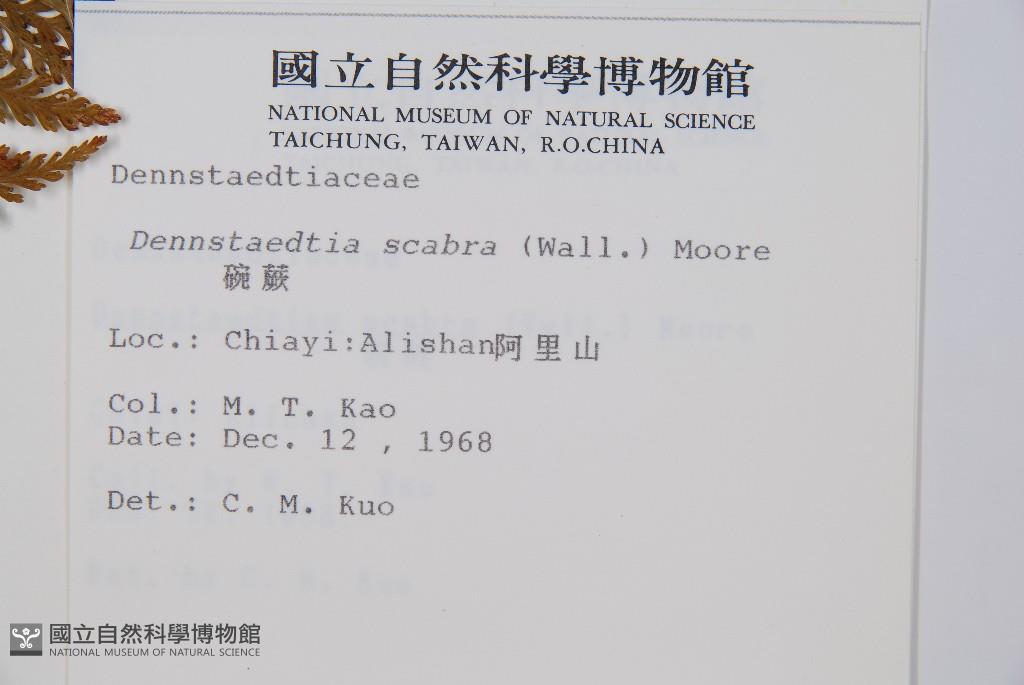 國立自然科學博物館
NATIONAL MUSEUM OF NATURAL SCIENCE
TAICHUNG, TAIWAN, R.O.CHINA
Dennstaedtiaceae
Dennstaedtia scabra (Wall.) Moore
碗蕨
Loc.: Chiayi:Alishan阿里山
Col.: M. T. Kao
Date: Dec. 12 , 1968
Det.: C. M. Kuo
國立自然科學博物館
NATIONAL MUSEUM OF NATURAL SCIENCE